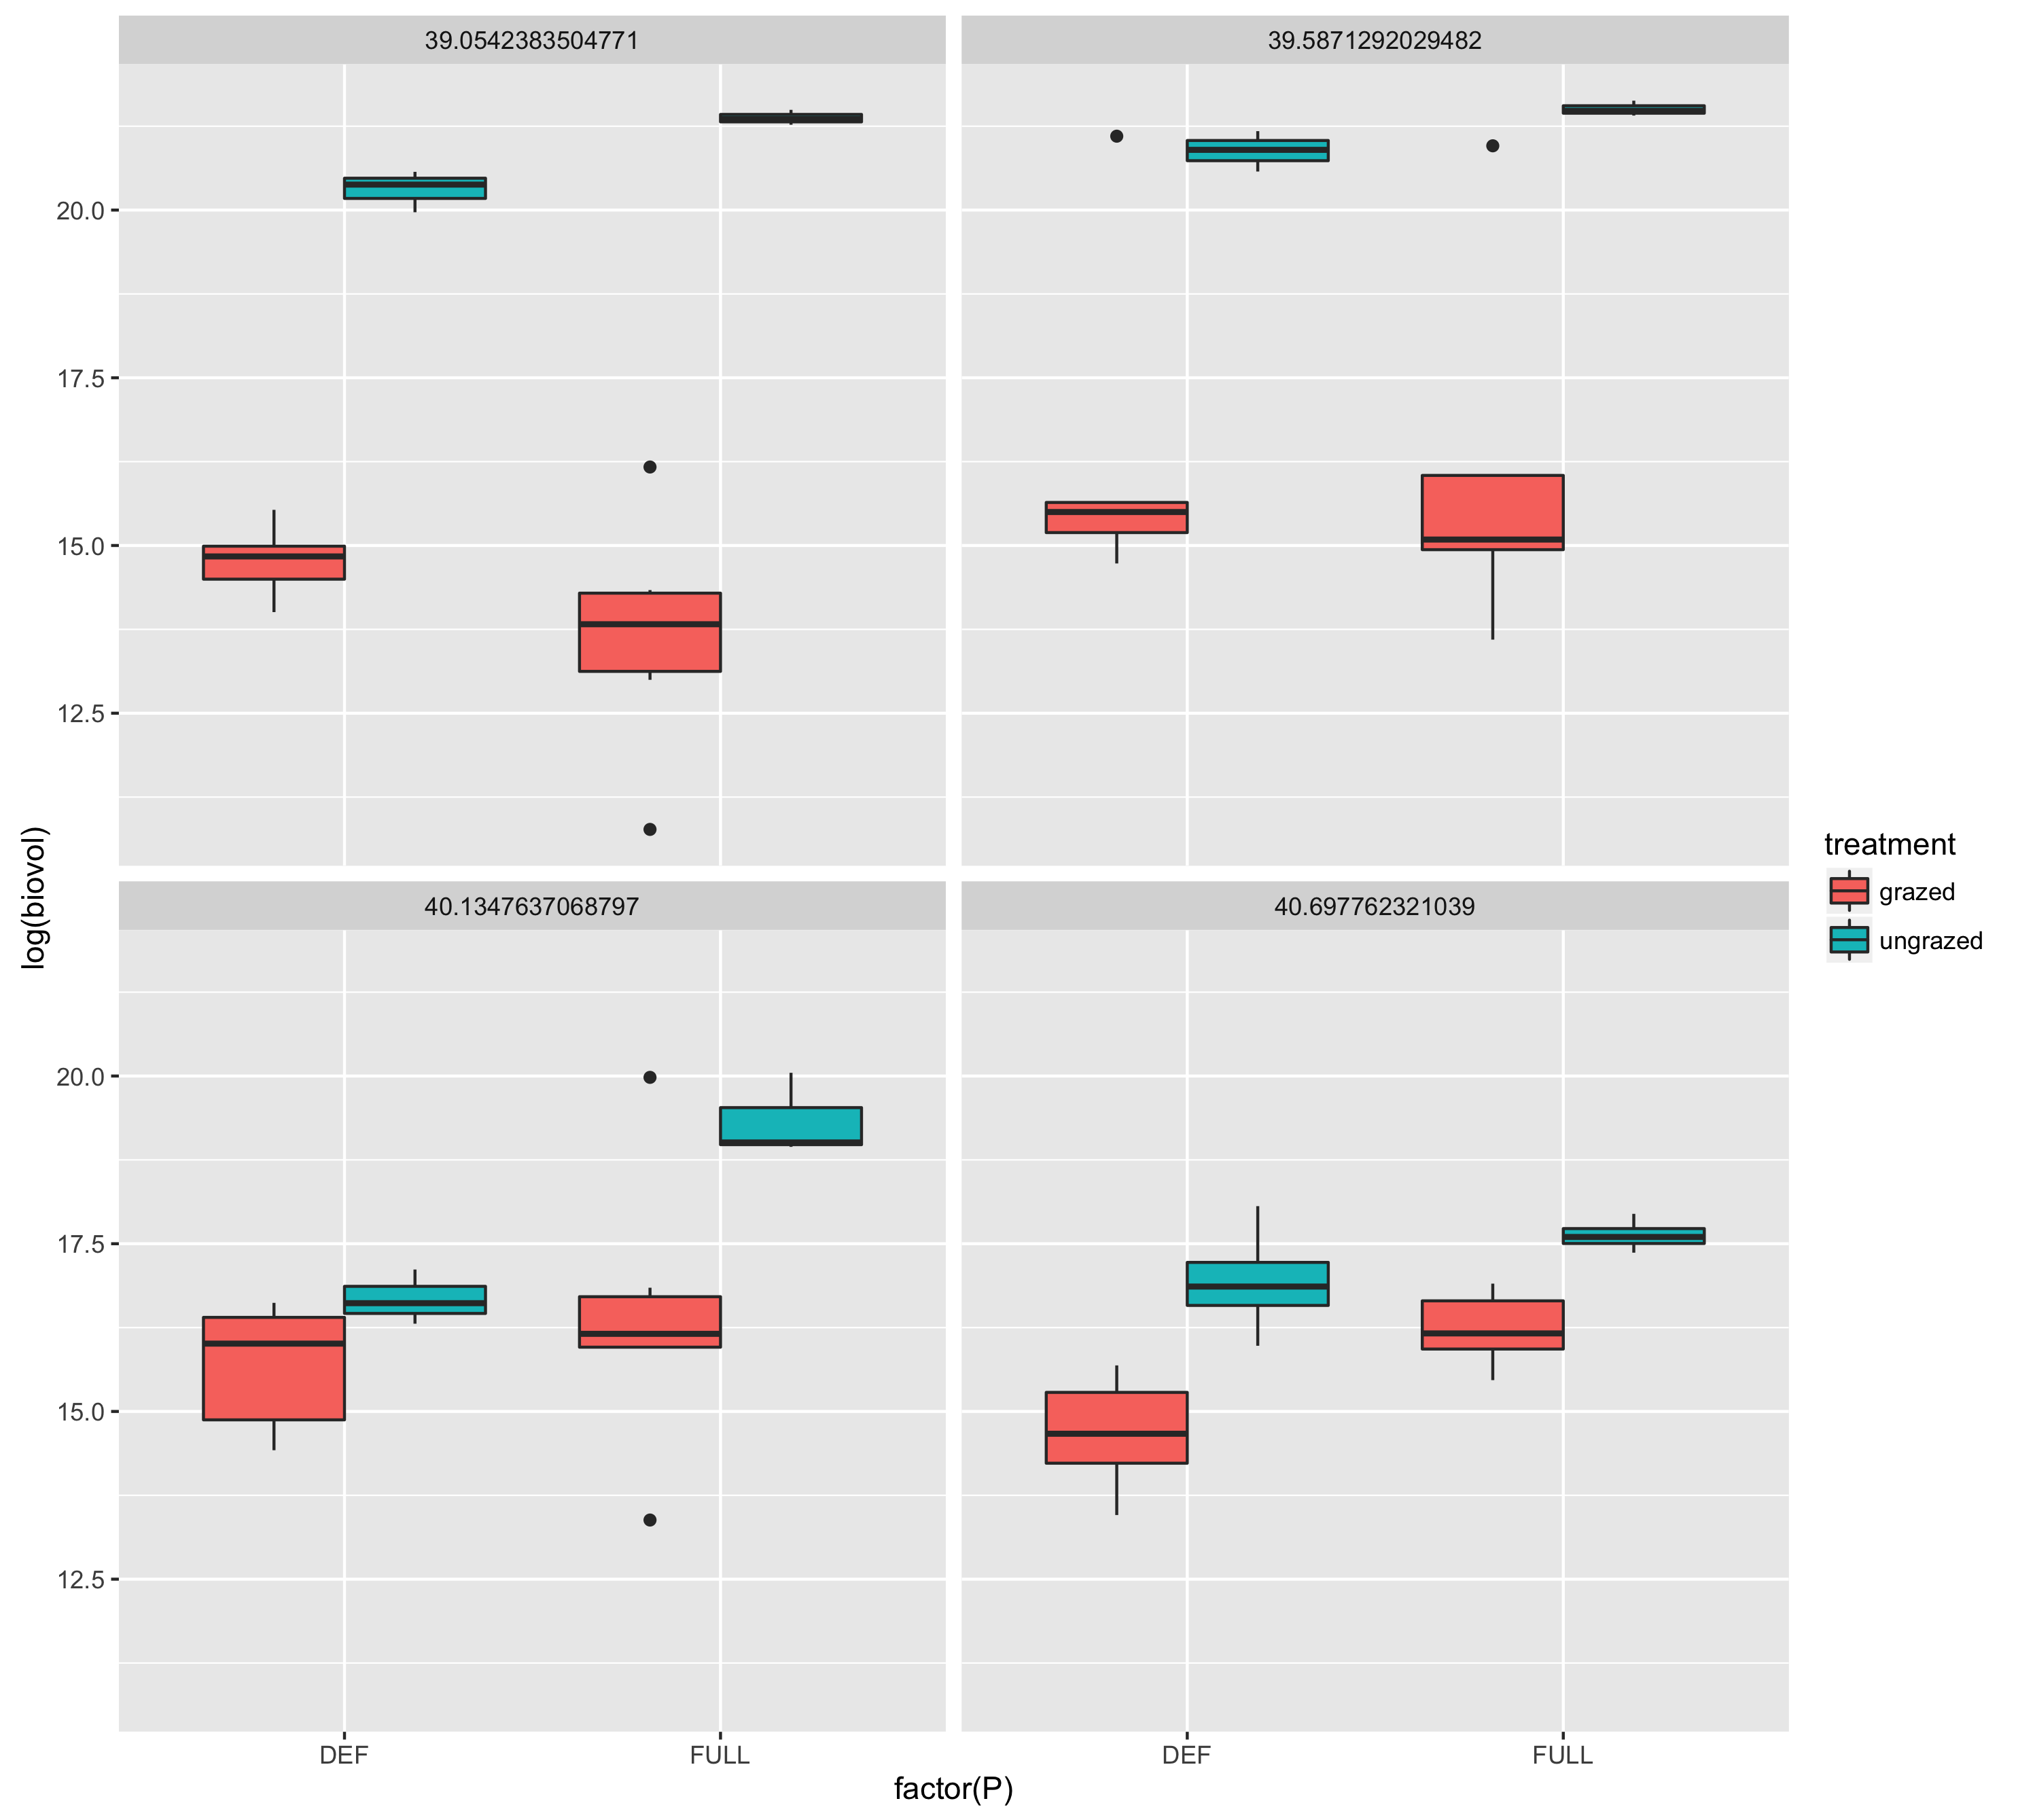 39.0542383504771
39.5871292029482
20.0
17.5
15.0
12.5
40.1347637068797
40.697762321039
20.0
17.5
15.0
12.5
log(biovol)
DEF
FULL
DEF
FULL
factor(P)
treatment
grazed
ungrazed